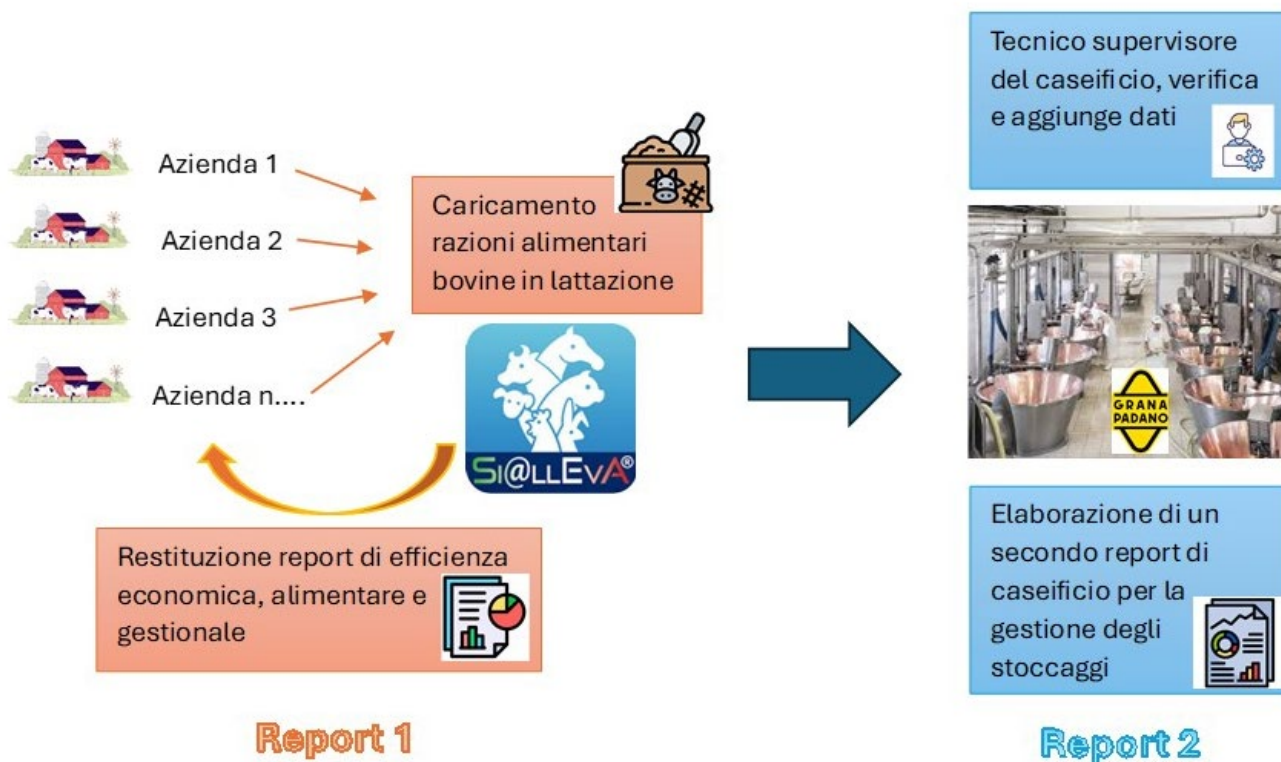 Azienda 1
Azienda 2
Azienda 3
Azienda n....
Caricamento
razioni alimentari
bovine in lattazione
SI@LLEVA®
Restituzione report di efficienza
economica, alimentare e
gestionale
Report 1
Tecnico supervisore
del caseificio, verifica
e aggiunge dati
GRANA
PADANO
Elaborazione di un
secondo report di
caseificio per la
gestione degli
stoccaggi
Report 2